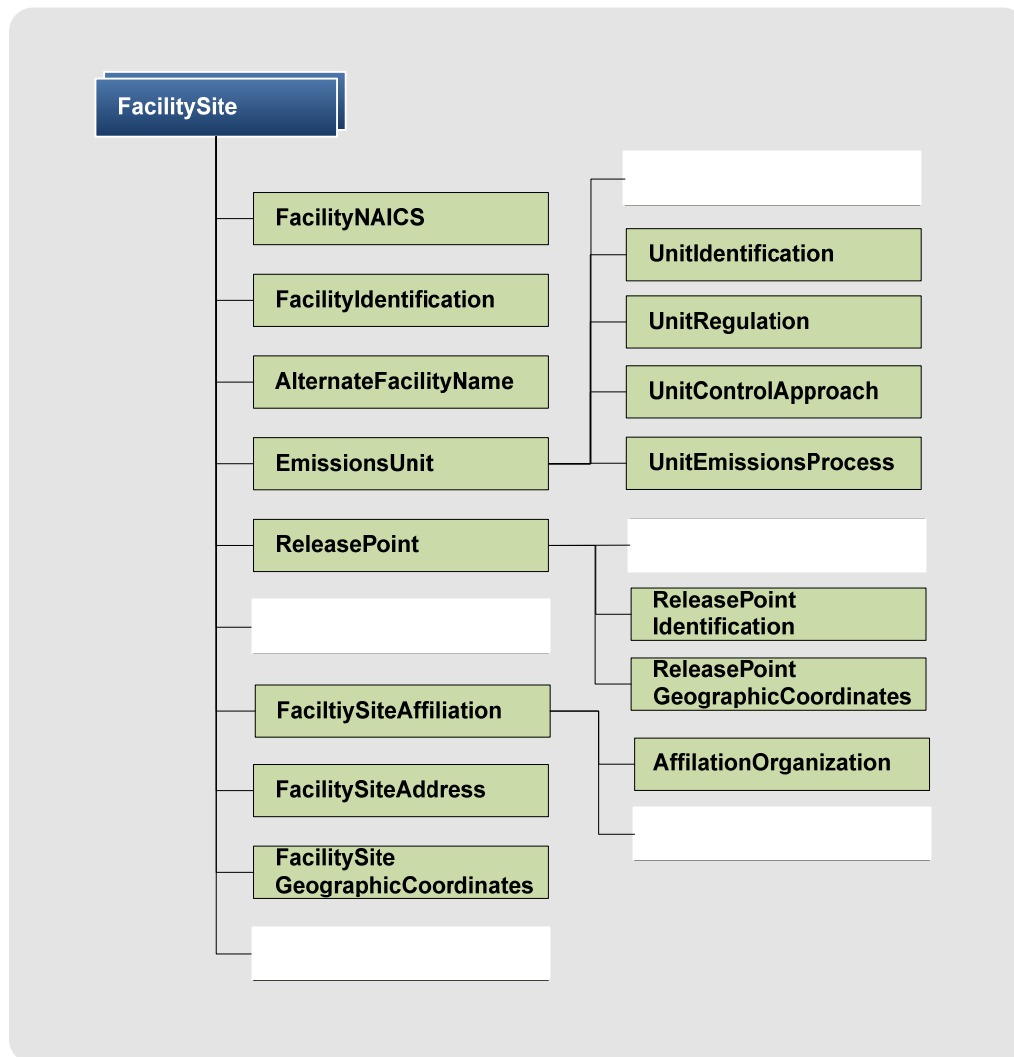 FacilitySite
FacilityNAICS
FacilityIdentification
AlternateFacilityName
EmissionsUnit
ReleasePoint
FaciltiySiteAffiliation
FacilitySiteAddress
FacilitySite
GeographicCoordinates
UnitIdentification
UnitRegulation
UnitControlApproach
UnitEmissionsProcess
ReleasePoint
Identification
ReleasePoint
GeographicCoordinates
AffilationOrganization